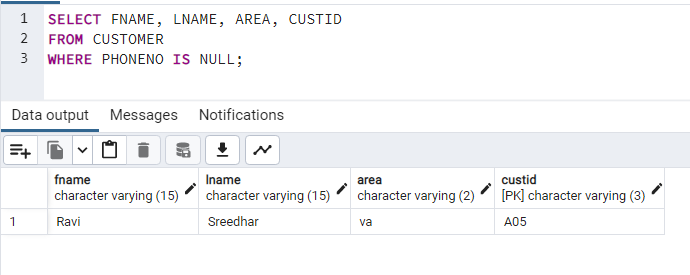 1 SELECT FNAME, LNAME, AREA, CUSTID
2 FROM CUSTOMER
3 WHERE PHONENO IS NULL;
Data output Messages Notifications
fname lname area custid
character varying (15) character varying (15) character varying (2) [PK] character varying (3)
1 Ravi Sreedhar va A05